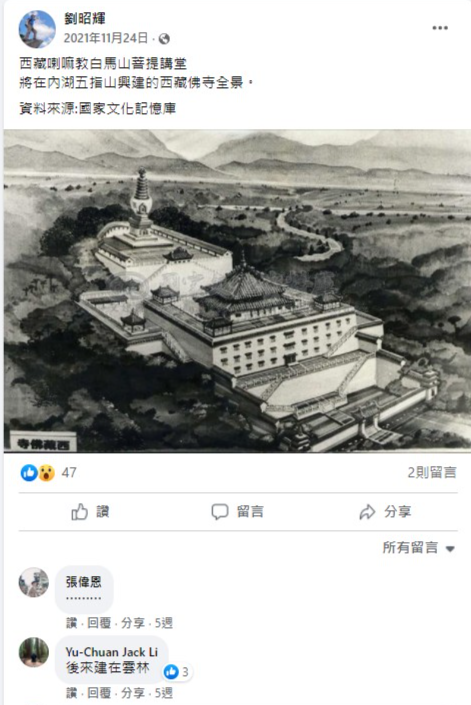 劉昭輝
2021年11月24日 ·
西藏喇嘛教白馬山菩提講堂
將在內湖五指山興建的西藏佛寺全景。
資料來源:國家文化記憶庫
寺佛藏西
47
2則留言
讚 留言 分享
所有留言
張偉恩
.........
讚 · 回覆 · 分享 · 5週
Yu-Chuan Jack Li
後來建在雲林
3
讚 · 回覆 · 分享 · 5週